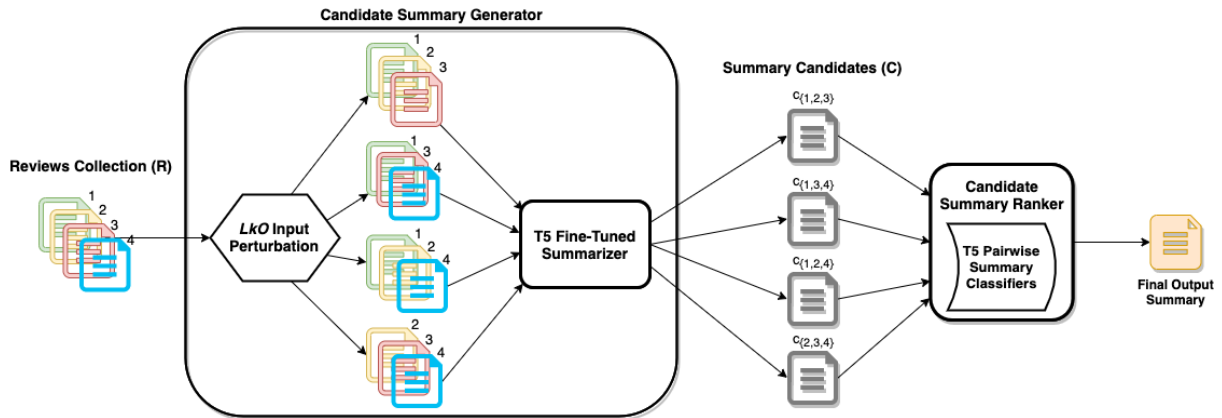 Candidate Summary Generator
1
2
3
Summary Candidates (C)
C{1,2,3}
Reviews Collection (R)
1
2
3
4
LkO Input
Perturbation
1
3
4
T5 Fine-Tuned
Summarizer
C{1,3,4}
Candidate
Summary Ranker
T5 Pairwise
Summary
Classifiers
1
2
4
C{1,2,4}
Final Output
Summary
2
3
4
C{2,3,4}